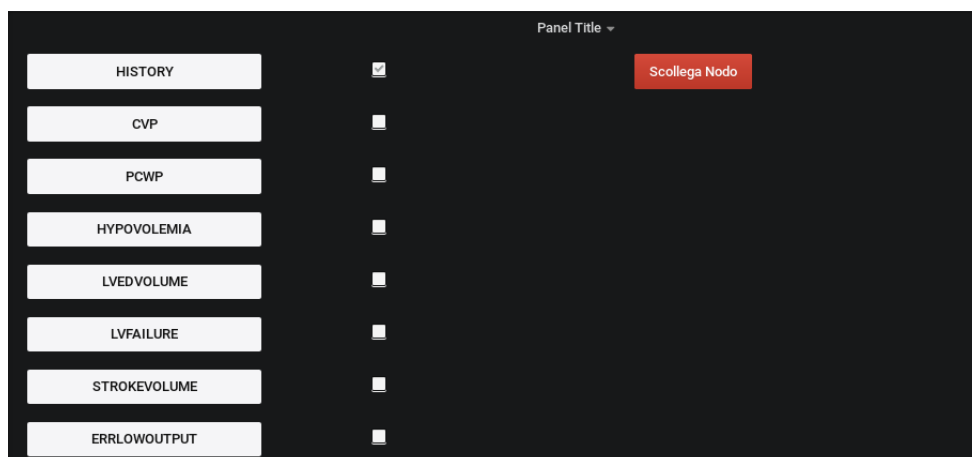 Panel Title
HISTORY
Scollega Nodo
CVP
PCWP
HYPOVOLEMIA
LVEDVOLUME
LVFAILURE
STROKEVOLUME
ERRLOWOUTPUT